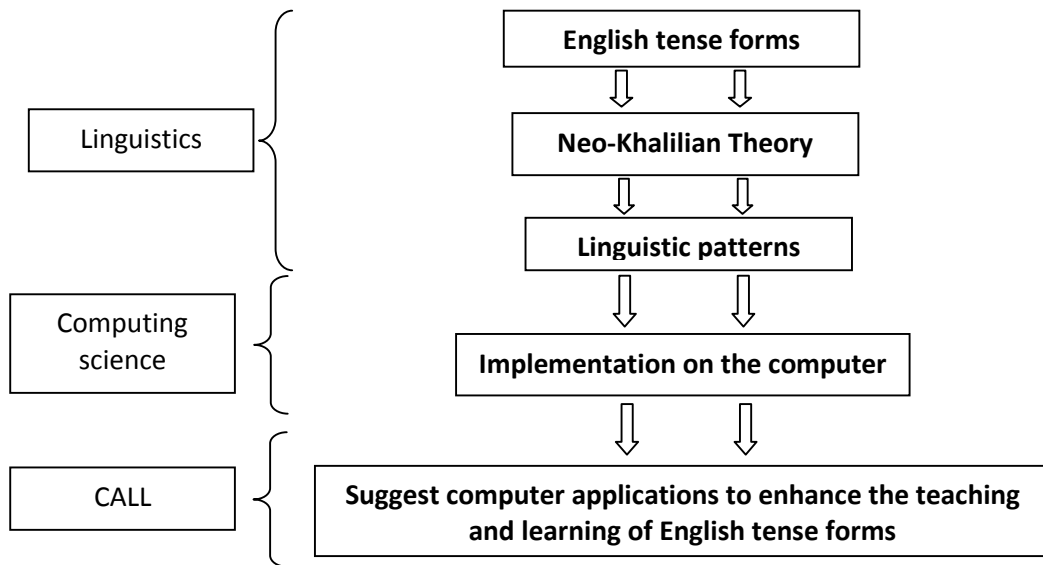 English tense forms
Linguistics
Neo-Khalilian Theory
Linguistic patterns
Computing
science
Implementation on the computer
CALL
Suggest computer applications to enhance the teaching
and learning of English tense forms